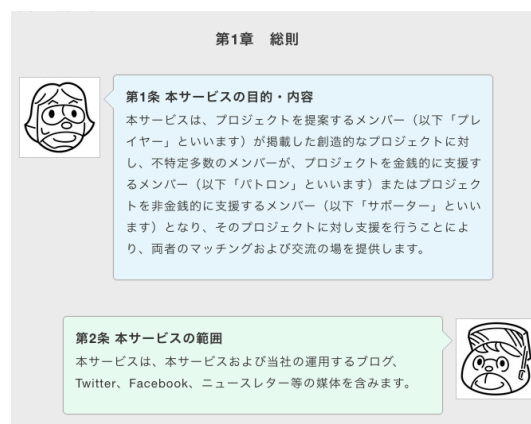 第1章　総則
第1条 本サービスの目的・内容
本サービスは、プロジェクトを提案するメンバー（以下「プレ
イヤー」といいます）が掲載した創造的なプロジェクトに対
し、不特定多数のメンバーが、プロジェクトを金銭的に支援す
るメンバー（以下「パトロン」といいます）またはプロジェク
トを非金銭的に支援するメンバー（以下「サポーター」といい
ます）となり、そのプロジェクトに対し支援を行うことによ
り、両者のマッチングおよび交流の場を提供します。
第2条 本サービスの範囲
本サービスは、本サービスおよび当社の運用するブログ、
Twitter、Facebook、ニュースレター等の媒体を含みます。